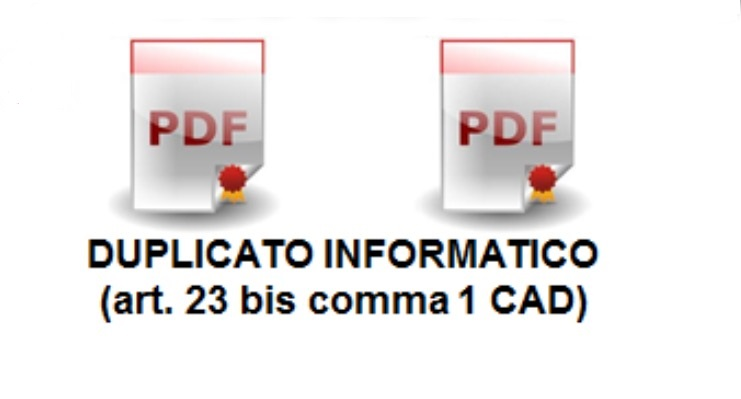 PDF PDF
DUPLICATO INFORMATICO
(art. 23 bis comma 1 CAD)